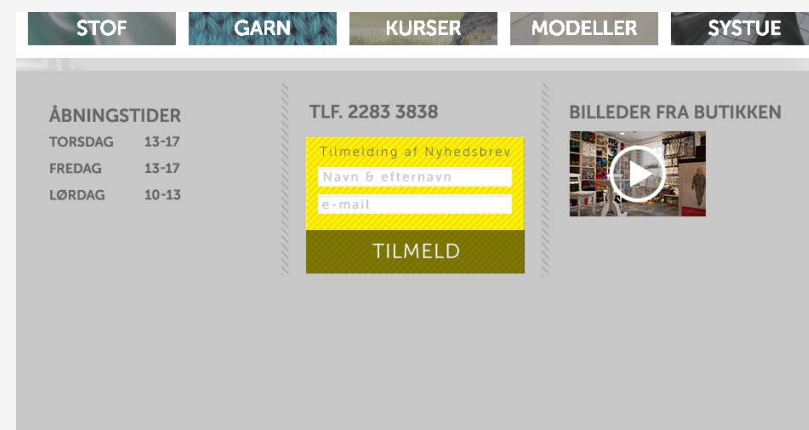 STOF GARN KURSER MODELLER SYSTUE
ÅBNINGSTIDER
TORSDAG 13-17
FREDAG 13-17
LØRDAG 10-13
TLF. 2283 3838
Tilmelding af Nyhedsbrev
Navn & efternavn
e-mail
TILMELD
BILLEDER FRA BUTIKKEN